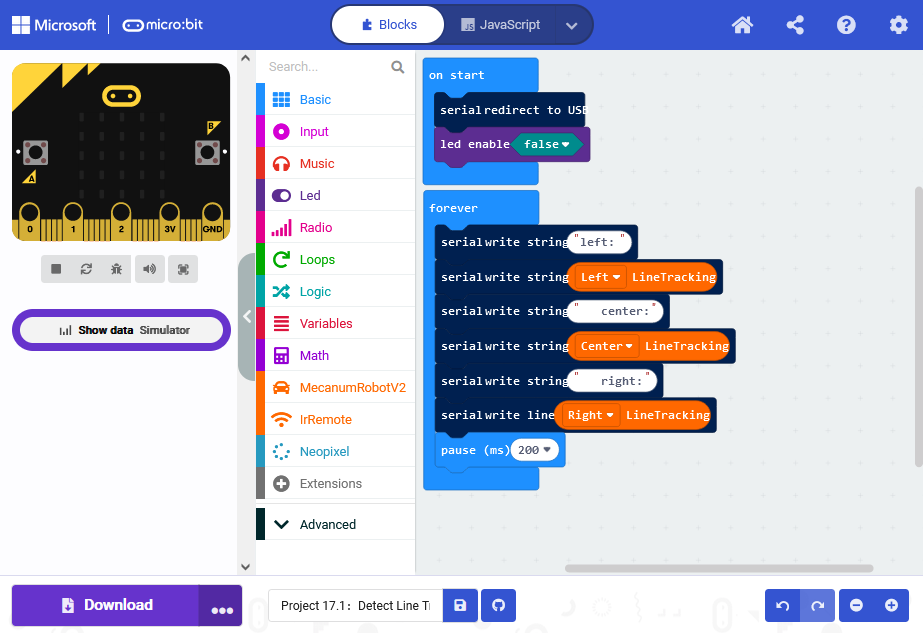 Microsoft
micro:bit
Blocks
JS JavaScript
B
A
0 1 2 3V GND
Show data Simulator
Search...
Basic
Input
Music
Led
Radio
Loops
Logic
Variables
Math
MecanumRobotV2
IrRemote
Neopixel
Extensions
Advanced
on start
serial redirect to USB
led enable false
forever
serial write string "left: "
serial write string Left LineTracking
serial write string " center:"
serial write string Center LineTracking
serial write string " right:"
serial write line Right LineTracking
pause (ms) 200
Download
Project 17.1: Detect Line Tr